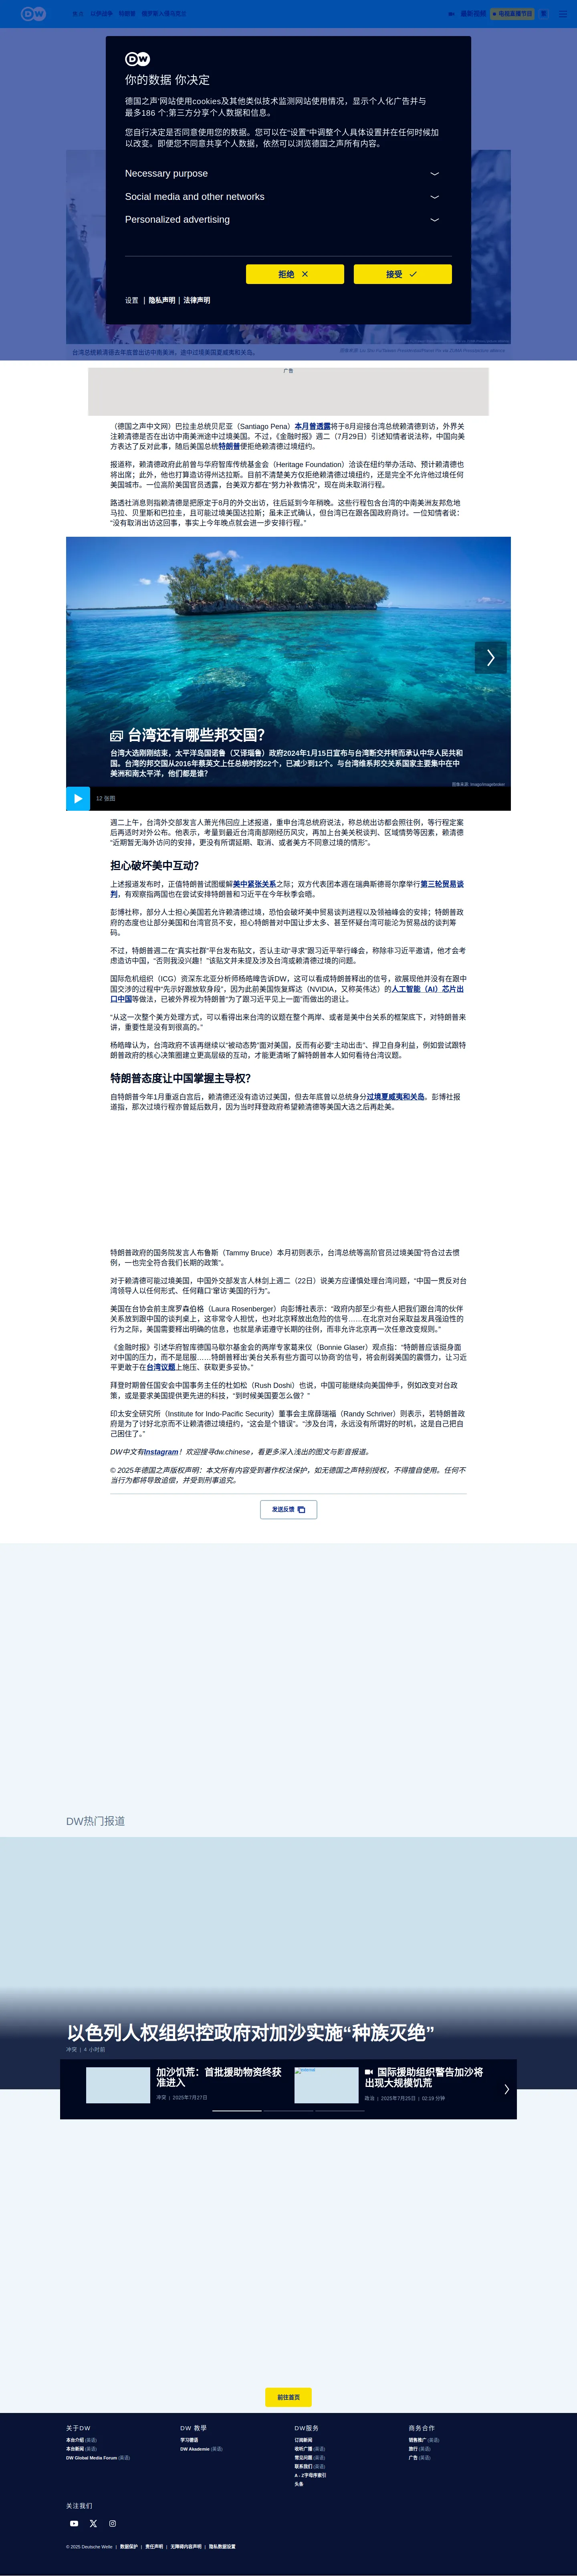 DW
最新视频
电视直播节目
DW
你的数据 你决定
德国之声'网站使用cookies及其他类似技术监测网站使用情况，显示个人化广告并与
最多186 个;第三方分享个人数据和信息。
您自行决定是否同意使用您的数据。您可以在“设置”中调整个人具体设置并在任何时候加
以改变。即便您不同意共享个人数据，依然可以浏览德国之声所有内容。
Necessary purpose
Social media and other networks
Personalized advertising
拒绝
接受
设置 | 隐私声明 | 法律声明
台湾总统赖清德去年首度出访中南美洲，途中过境美国夏威夷和关岛。
广告
（德国之声中文网）巴拉圭总统贝尼亚（Santiago Pena）本月曾透露将于8月迎接台湾总统赖清德到访，外界关
注赖清德是否在出访中南美洲途中过境美国。不过，《金融时报》週二（7月29日）引述知情者说法称，中国向美
方表达了反对此事，随后美国总统特朗普便拒绝赖清德过境纽约。
报道称，赖清德政府此前曾与华府智库传统基金会（Heritage Foundation）洽谈在纽约举办活动、预计赖清德也
将出席；此外，他也打算造访得州达拉斯。目前不清楚美方仅拒绝赖清德过境纽约，还是完全不允许他过境任何
美国城市。一位高阶美国官员透露，台美双方都在“努力补救情况”，现在尚未取消行程。
路透社消息则指赖清德是把原定于8月的外交出访，往后延到今年稍晚。这些行程包含台湾的中南美洲友邦危地
马拉、贝里斯和巴拉圭，且可能过境美国达拉斯；虽未正式确认，但台湾已在跟各国政府商讨。一位知情者说：
“没有取消出访这回事，事实上今年晚点就会进一步安排行程。”
台湾还有哪些邦交国？
台湾大选刚刚结束，太平洋岛国诺鲁（又译瑙鲁）政府2024年1月15日宣布与台湾断交并转而承认中华人民共和
国。台湾的邦交国从2016年蔡英文上任总统时的22个，已减少到12个。与台湾维系邦交关系国家主要集中在中
美洲和南太平洋，他们都是谁？
图像来源: Imago/Imagebroker
12 张图
週二上午，台湾外交部发言人萧光伟回应上述报道，重申台湾总统府说法，称总统出访都会照往例，等行程定案
后再适时对外公布。他表示，考量到最近台湾南部刚经历风灾，再加上台美关税谈判、区域情势等因素，赖清德
“近期暂无海外访问的安排，更没有所谓延期、取消、或者美方不同意过境的情形”。
担心破坏美中互动？
上述报道发布时，正值特朗普试图缓解美中紧张关系之际；双方代表团本週在瑞典斯德哥尔摩举行第三轮贸易谈
判，有观察指两国也在尝试安排特朗普和习近平在今年秋季会晤。
彭博社称，部分人士担心美国若允许赖清德过境，恐怕会破坏美中贸易谈判进程以及领袖峰会的安排；特朗普政
府的态度也让部分美国和台湾官员不安，担心特朗普对中国让步太多、甚至怀疑台湾可能沦为贸易战的谈判筹
码。
不过，特朗普週二在“真实社群”平台发布贴文，否认主动“寻求”跟习近平举行峰会，称除非习近平邀请，他才会考
虑造访中国，“否则我没兴趣！”该贴文并未提及涉及台湾或赖清德过境的问题。
国际危机组织（ICG）资深东北亚分析师杨皓暐告诉DW，这可以看成特朗普释出的信号，欲展现他并没有在跟中
国交涉的过程中“先示好跟放软身段”，因为此前美国恢复辉达（NVIDIA，又称英伟达）的人工智能（AI）芯片出
口中国等做法，已被外界视为特朗普“为了跟习近平见上一面”而做出的退让。
“从这一次整个美方处理方式，可以看得出来台湾的议题在整个两岸、或者是美中台关系的框架底下，对特朗普来
讲，重要性是没有到很高的。”
杨皓暐认为，台湾政府不该再继续以“被动态势”面对美国，反而有必要“主动出击”、捍卫自身利益，例如尝试跟特
朗普政府的核心决策圈建立更高层级的互动，才能更清晰了解特朗普本人如何看待台湾议题。
特朗普态度让中国掌握主导权？
自特朗普今年1月重返白宫后，赖清德还没有造访过美国，但去年底曾以总统身分过境夏威夷和关岛。彭博社报
道指，那次过境行程亦曾延后数月，因为当时拜登政府希望赖清德等美国大选之后再赴美。
特朗普政府的国务院发言人布鲁斯（Tammy Bruce）本月初则表示，台湾总统等高阶官员过境美国“符合过去惯
例，一也完全符合我们长期的政策”。
对于赖清德可能过境美国，中国外交部发言人林剑上週二（22日）说美方应谨慎处理台湾问题，“中国一贯反对台
湾领导人以任何形式、任何藉口‘窜访’美国的行为”。
美国在台协会前主席罗森伯格（Laura Rosenberger）向彭博社表示：“政府内部至少有些人把我们跟台湾的伙伴
关系放到跟中国的谈判桌上，这非常令人担忧，也对北京释放出危险的信号……在北京对台采取益发具强迫性的
行为之际，美国需要释出明确的信息，也就是承诺遵守长期的往例，而非允许北京再一次任意改变规则。”
《金融时报》引述华府智库德国马歇尔基金会的两岸专家葛来仪（Bonnie Glaser）观点指：“特朗普应该挺身面
对中国的压力，而不是屈服……特朗普释出‘美台关系有些方面可以协商’的信号，将会削弱美国的震慑力，让习近
平更敢于在台湾议题上施压、获取更多妥协。”
拜登时期曾任国安会中国事务主任的杜如松（Rush Doshi）也说，中国可能继续向美国伸手，例如改变对台政
策，或是要求美国提供更先进的科技，“到时候美国要怎么做？”
印太安全研究所（Institute for Indo-Pacific Security）董事会主席薛瑞福（Randy Schriver）则表示，若特朗普政
府是为了讨好北京而不让赖清德过境纽约，“这会是个错误”。“涉及台湾，永远没有所谓好的时机，这是自己把自
己困住了。”
DW中文有Instagram！欢迎搜寻dw.chinese，看更多深入浅出的图文与影音报道。
© 2025年德国之声版权声明：本文所有内容受到著作权法保护，如无德国之声特别授权，不得擅自使用。任何不
当行为都将导致追偿，并受到刑事追究。
发送反馈
DW热门报道
以色列人权组织控政府对加沙实施“种族灭绝”
冲突 | 4 小时前
加沙饥荒：首批援助物资终获
准进入
冲突 | 2025年7月27日
国际援助组织警告加沙将
出现大规模饥荒
政治 | 2025年7月25日 | 02:19 分钟
前往首页
关于DW
本台介绍 (英语)
本台新闻 (英语)
DW Global Media Forum (英语)
DW 教學
学习德语
DW Akademie (英语)
DW服务
订阅新闻
收听广播 (英语)
常见问题 (英语)
联系我们 (英语)
A - Z字母序索引
头条
商务合作
销售推广 (英语)
旅行 (英语)
广告 (英语)
关注我们
© 2025 Deutsche Welle | 数据保护 | 责任声明 | 无障碍内容声明 | 隐私数据设置